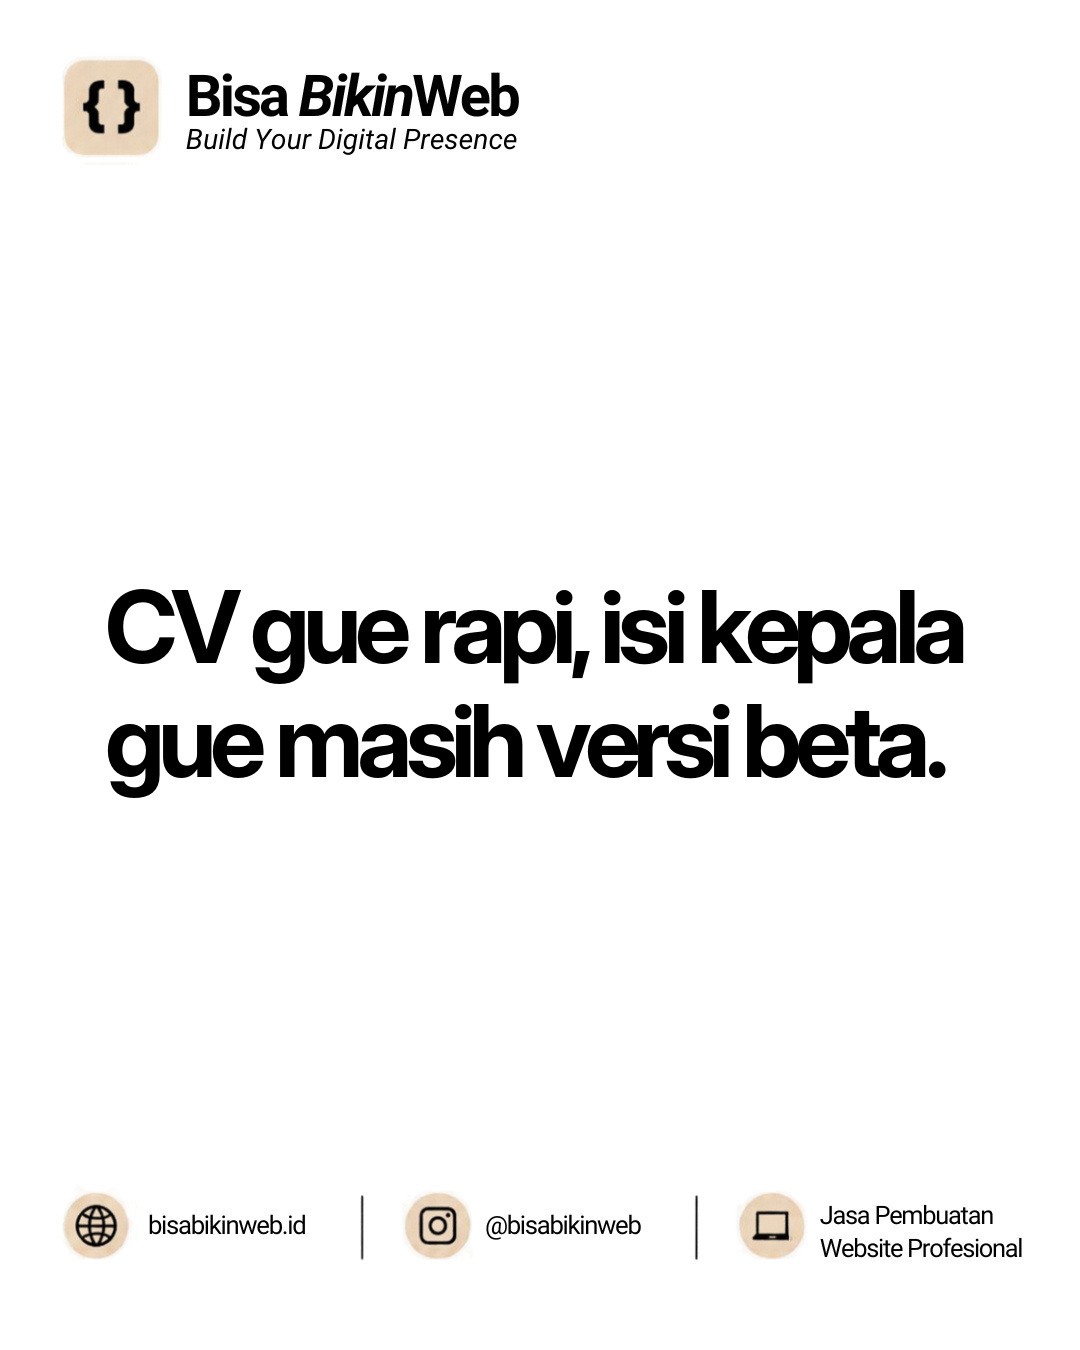 { }
Bisa BikinWeb
Build Your Digital Presence
CV gue rapi, isi kepala
gue masih versi beta.
bisabikinweb.id
@bisabikinweb
Jasa Pembuatan
Website Profesional